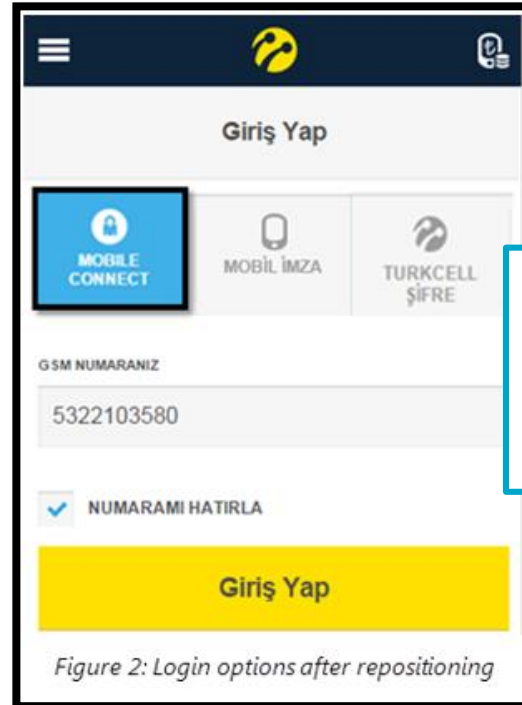 Giriş Yap
MOBILE
CONNECT
MOBİL İMZA
TURKCELL
ŞİFRE
GSM NUMARANIZ
5322103580
NUMARAMI HATIRLA
Giriş Yap
Figure 2: Login options after repositioning